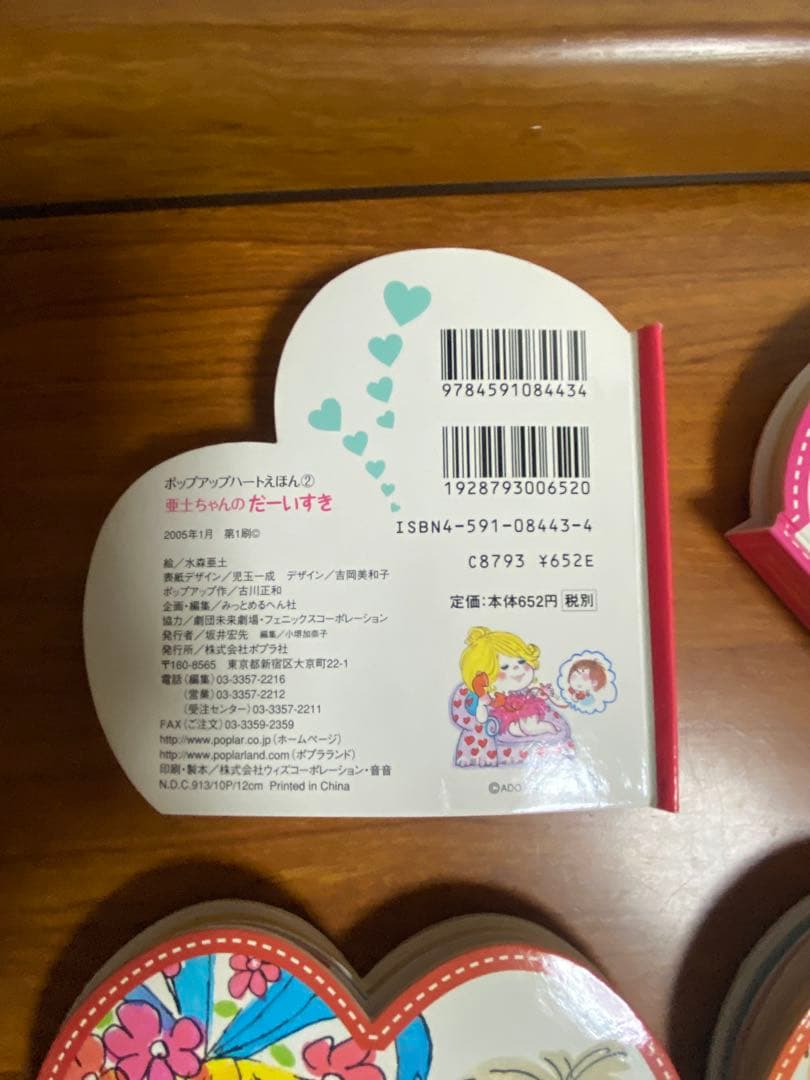 ポップアップハートえほん②
亜土ちゃんの だーいすき
2005年1月 第1刷©
絵/水森亜土
表紙デザイン/児玉一成 デザイン/吉岡美和子
ポップアップ作/古川正和
企画・編集/みっとめるへん社
協力/劇団未来劇場・フェニックスコーポレーション
発行者/坂井宏先 編集/小堺加奈子
発行所/株式会社ポプラ社
〒160-8565 東京都新宿区大京町22-1
電話(編集)03-3357-2216
(営業)03-3357-2212
(受注センター)03-3357-2211
FAX(ご注文)03-3359-2359
http://www.poplar.co.jp(ホームページ)
http://www.poplarland.com(ポプラランド)
印刷・製本/株式会社ウィズコーポレーション・音音
N.D.C.913/10P/12cm Printed in China
9784591084434
1928793006520
ISBN4-591-08443-4
C8793 ¥652E
定価:本体652円 税別
©ADO